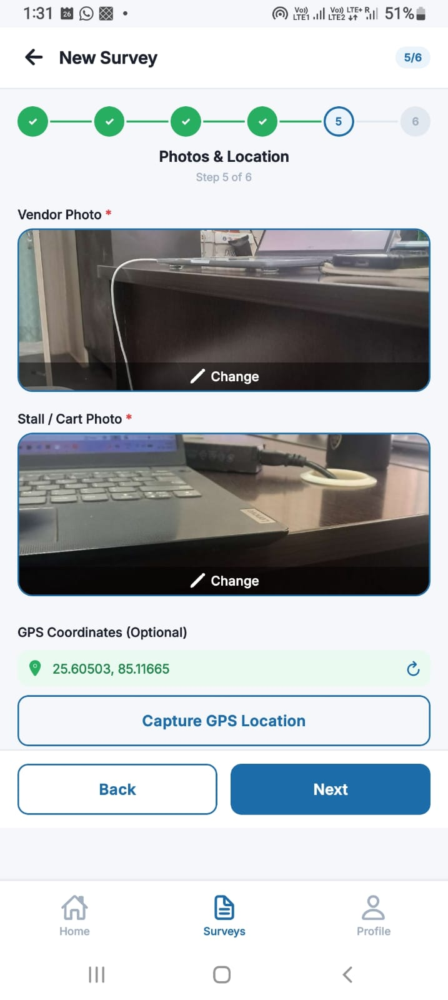 1:31 26
Vo)) LTE1 Vo)) LTE2 LTE+ R 51%
New Survey
5/6
5
6
Photos & Location
Step 5 of 6
Vendor Photo *
Change
Stall / Cart Photo *
Lenovo
Change
GPS Coordinates (Optional)
25.60503, 85.11665
Capture GPS Location
Back
Next
Home
Surveys
Profile